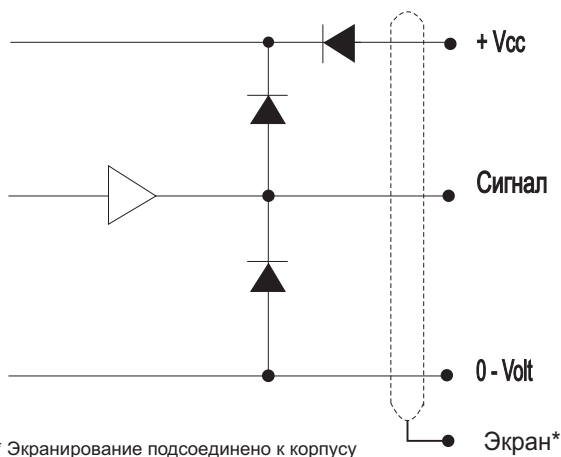 + Vcc
Сигнал
0 - Volt
Экран*
* Экранирование подсоединено к корпусу